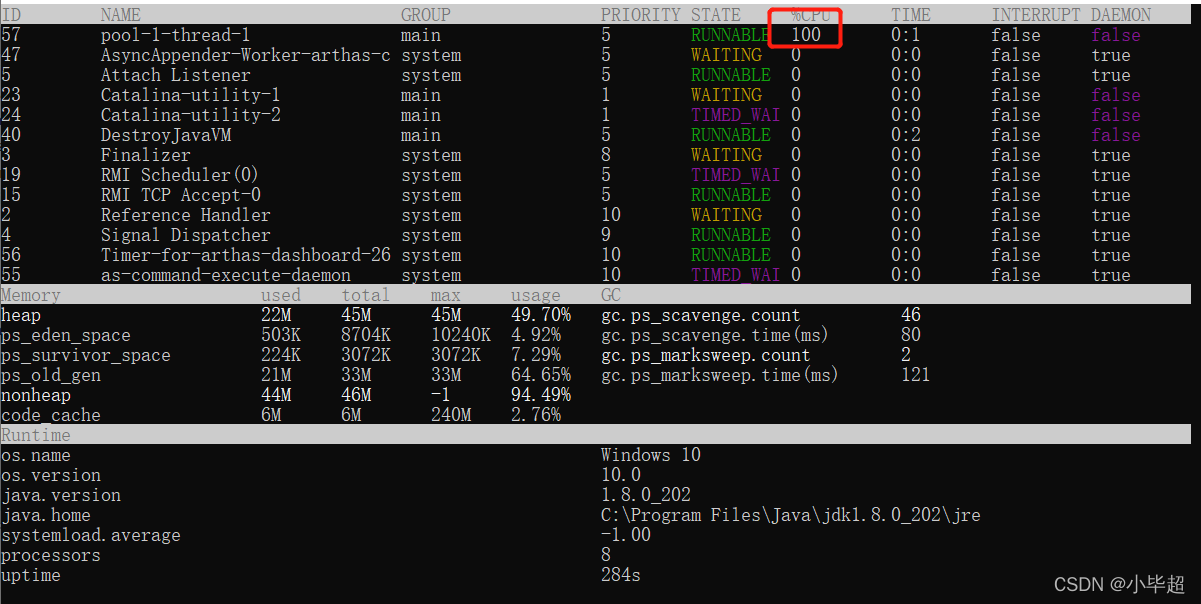 ID NAME GROUP PRIORITY STATE %CPU TIME INTERRUPT DAEMON
57 pool-1-thread-1 main 5 RUNNABLE 100 0:1 false false
47 AsyncAppender-Worker-arthas-c system 5 WAITING 0 0:0 false true
5 Attach Listener system 5 RUNNABLE 0 0:0 false true
23 Catalina-utility-1 main 1 WAITING 0 0:0 false false
24 Catalina-utility-2 main 1 TIMED_WAI 0 0:0 false false
40 DestroyJavaVM main 5 RUNNABLE 0 0:2 false false
3 Finalizer system 8 WAITING 0 0:0 false true
19 RMI Scheduler(0) system 5 TIMED_WAI 0 0:0 false true
15 RMI TCP Accept-0 system 5 RUNNABLE 0 0:0 false true
2 Reference Handler system 10 WAITING 0 0:0 false true
4 Signal Dispatcher system 9 RUNNABLE 0 0:0 false true
56 Timer-for-arthas-dashboard-26 system 10 RUNNABLE 0 0:0 false true
55 as-command-execute-daemon system 10 TIMED_WAI 0 0:0 false true
Memory used total max usage GC
heap 22M 45M 45M 49.70% gc.ps_scavenge.count 46
ps_eden_space 503K 8704K 10240K 4.92% gc.ps_scavenge.time(ms) 80
ps_survivor_space 224K 3072K 3072K 7.29% gc.ps_marksweep.count 2
ps_old_gen 21M 33M 33M 64.65% gc.ps_marksweep.time(ms) 121
nonheap 44M 46M -1 94.49%
code_cache 6M 6M 240M 2.76%
Runtime
os.name Windows 10
os.version 10.0
java.version 1.8.0_202
java.home C:\Program Files\Java\jdk1.8.0_202\jre
systemload.average -1.00
processors 8
uptime 284s
CSDN @小毕超